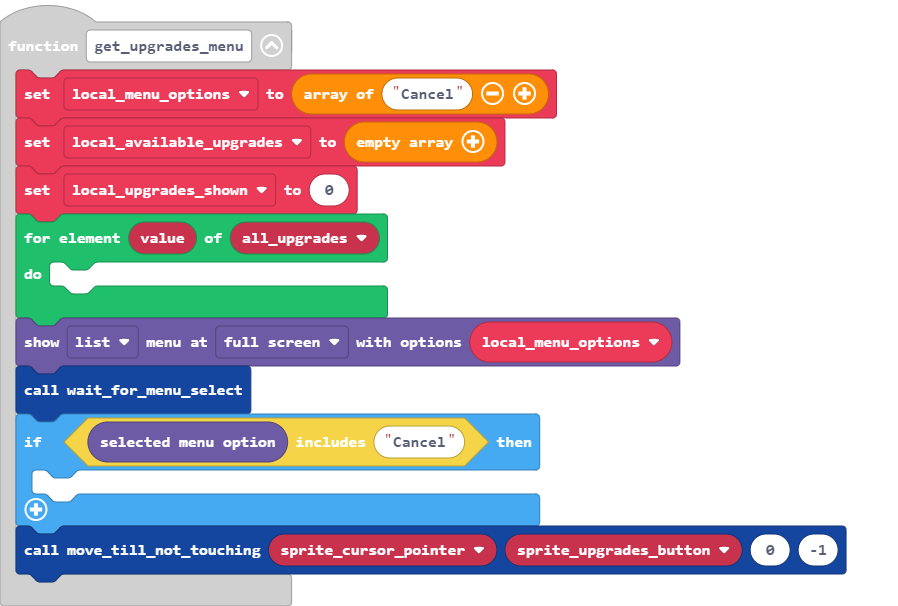 function get_upgrades_menu
set local_menu_options to array of "Cancel"
set local_available_upgrades to empty array
set local_upgrades_shown to 0
for element value of all_upgrades
do
show list menu at full screen with options local_menu_options
call wait_for_menu_select
if selected menu option includes "Cancel" then
call move_till_not_touching sprite_cursor_pointer sprite_upgrades_button 0 -1